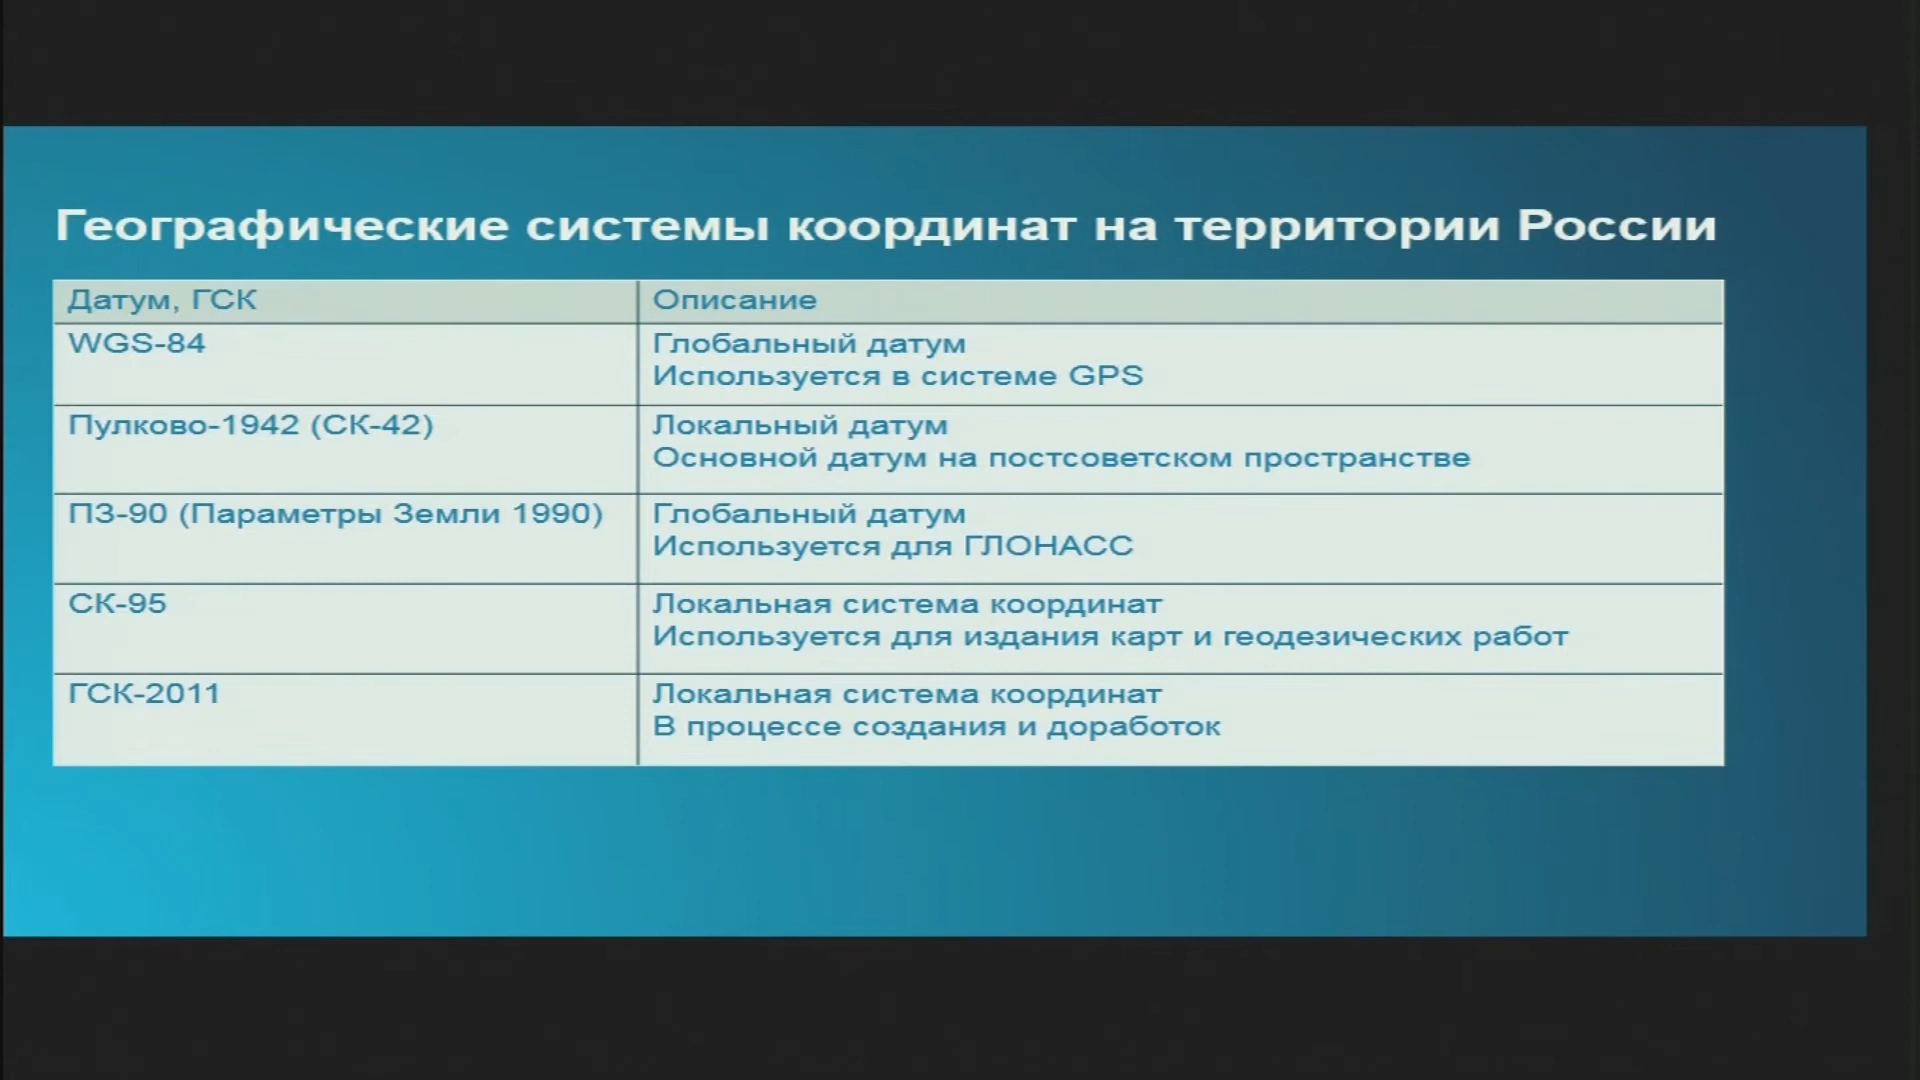 Географические системы координат на территории России
Датум, ГСК
Описание
WGS-84
Глобальный датум
Используется в системе GPS
Пулково-1942 (СК-42)
Локальный датум
Основной датум на постсоветском пространстве
ПЗ-90 (Параметры Земли 1990)
Глобальный датум
Используется для ГЛОНАСС
СК-95
Локальная система координат
Используется для издания карт и геодезических работ
ГСК-2011
Локальная система координат
В процессе создания и доработок